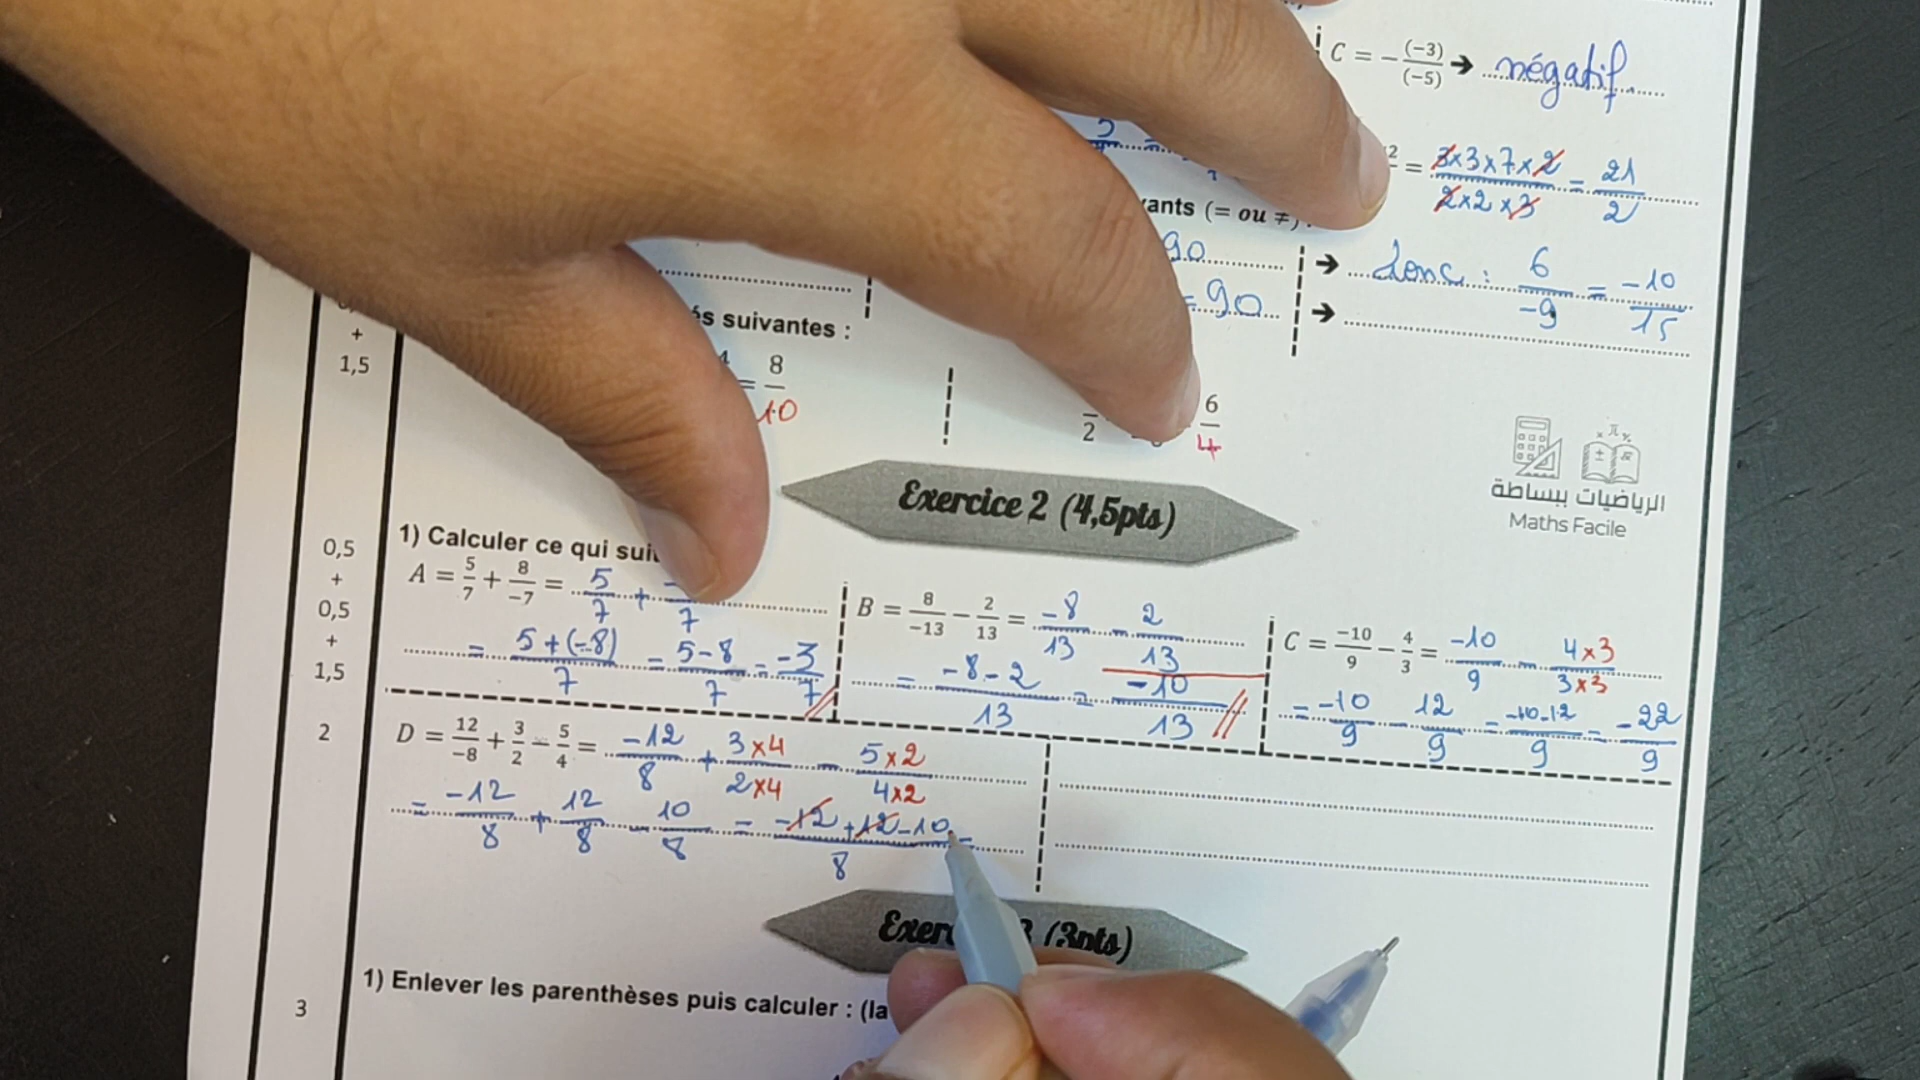 C = -(-3)/(-5) ➔ négatif
= 3×3×7×2/2×2×3 = 21/2
(= ou ≠)
90 ➔ donc : 6/-9 = -10/15
= 90 ➔
+
1,5
suivantes :
= 8/10
6/4
Exercice 2 (4,5pts)
الرياضيات ببساطة
Maths Facile
1) Calculer ce qui
0,5
+
0,5
+
1,5
A = 5/7 + 8/-7 = 5/7 + /7
= 5+(-8)/7 = 5-8/7 = -3/7
B = 8/-13 - 2/13 = -8/13 - 2/13
= -8-2/13 = -10/13
C = -10/9 - 4/3 = -10/9 - 4×3/3×3
= -10/9 - 12/9 = -10-12/9 = -22/9
2
D = 12/-8 + 3/2 - 5/4 = -12/8 + 3×4/2×4 - 5×2/4×2
= -12/8 + 12/8 - 10/8 = -12+12-10/8 =
(3pts)
3
1) Enlever les parenthèses puis calculer :